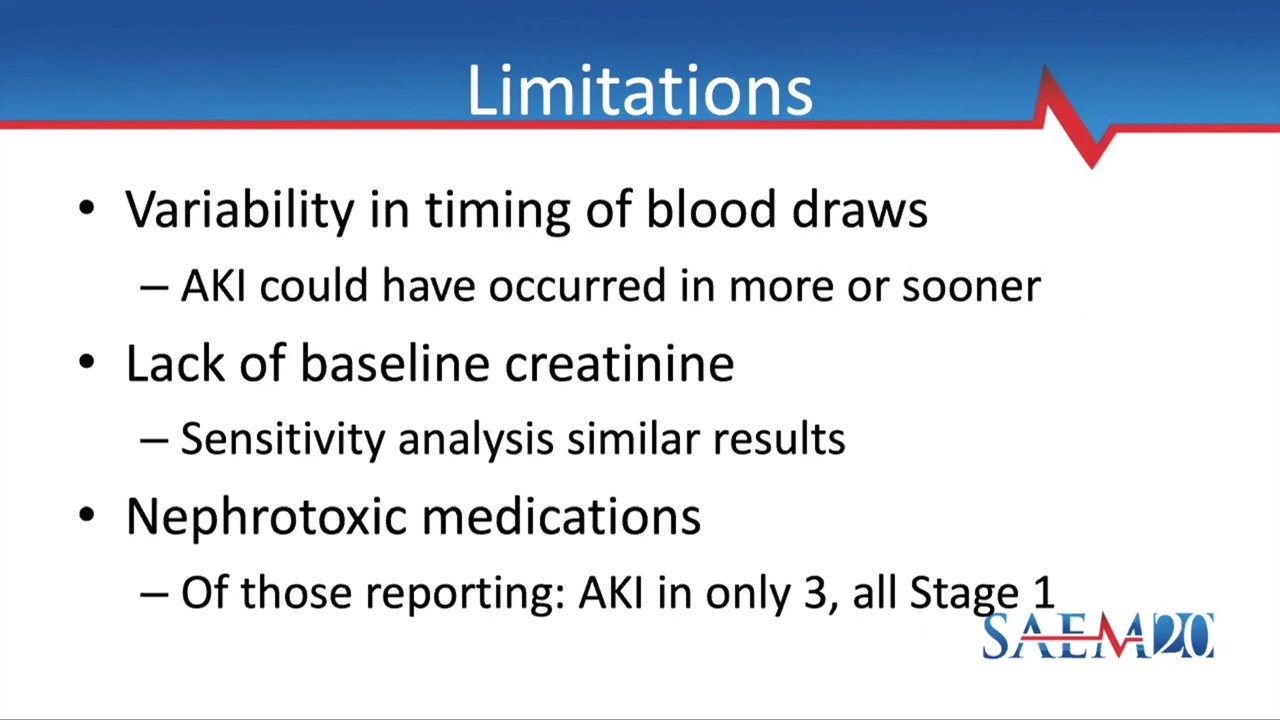 Limitations
• Variability in timing of blood draws
– AKI could have occurred in more or sooner
• Lack of baseline creatinine
– Sensitivity analysis similar results
• Nephrotoxic medications
– Of those reporting: AKI in only 3, all Stage 1
SAEM20